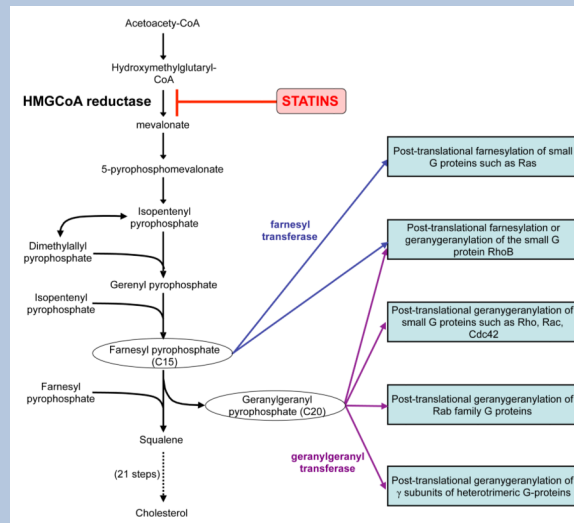 Acetoacety-CoA
Hydroxymethylglutaryl-
CoA
HMGCoA reductase
STATINS
mevalonate
5-pyrophosphomevalonate
Isopentenyl
pyrophosphate
Dimethylallyl
pyrophosphate
Gerenyl pyrophosphate
Isopentenyl
pyrophosphate
Farnesyl pyrophosphate
(C15)
Farnesyl
pyrophosphate
Geranylgeranyl
pyrophosphate (C20)
Squalene
(21 steps)
Cholesterol
farnesyl
transferase
geranylgeranyl
transferase
Post-translational farnesylation of small
G proteins such as Ras
Post-translational farnesylation or
geranygeranylation of the small G
protein RhoB
Post-translational geranygeranylation of
small G proteins such as Rho, Rac,
Cdc42
Post-translational geranygeranylation of
Rab family G proteins
Post-translational geranygeranylation of
γ subunits of heterotrimeric G-proteins